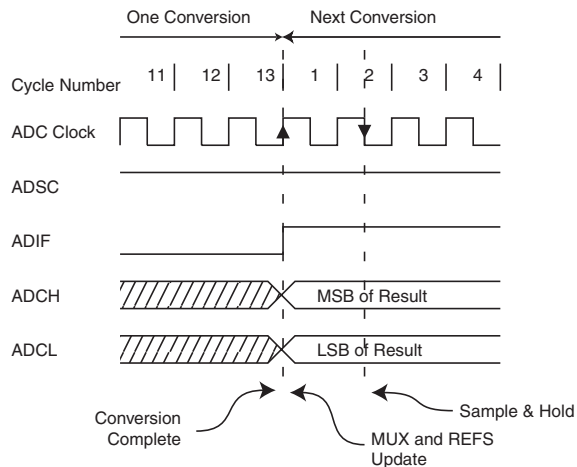 One Conversion Next Conversion
Cycle Number 11 12 13 1 2 3 4
ADC Clock
ADSC
ADIF
ADCH MSB of Result
ADCL LSB of Result
Conversion
Complete
MUX and REFS
Update
Sample & Hold